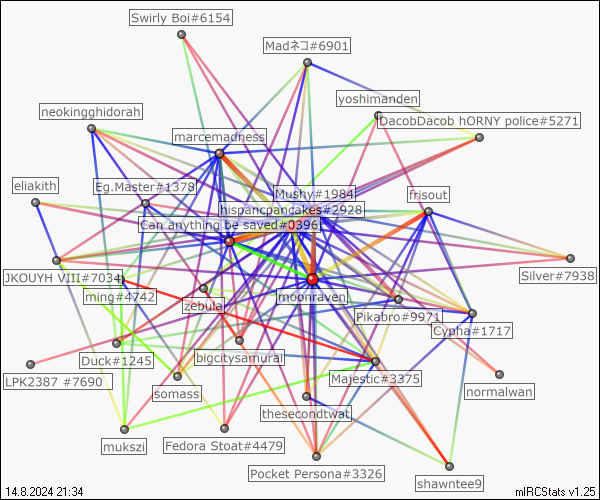 Swirly Boi#6154
Madネコ#6901
yoshimanden
neokingghidorah
DacobDacob hORNY police#5271
marcemadness
eliakith
Eg.Master#1378
Mushy#1984
frisout
hispancpancakes#2928
Can anything be saved#0396
JKOUYH VIII#7034
Silver#7938
ming#4742
moonraven
zebulai
Pikabro#9971
Cypha#1717
Duck#1245
bigcitysamurai
LPK2387 #7690
Majestic#3375
normalwan
somass
thesecondtwat
mukszi
Fedora Stoat#4479
Pocket Persona#3326
shawntee9
14.8.2024 21:34
mIRCStats v1.25